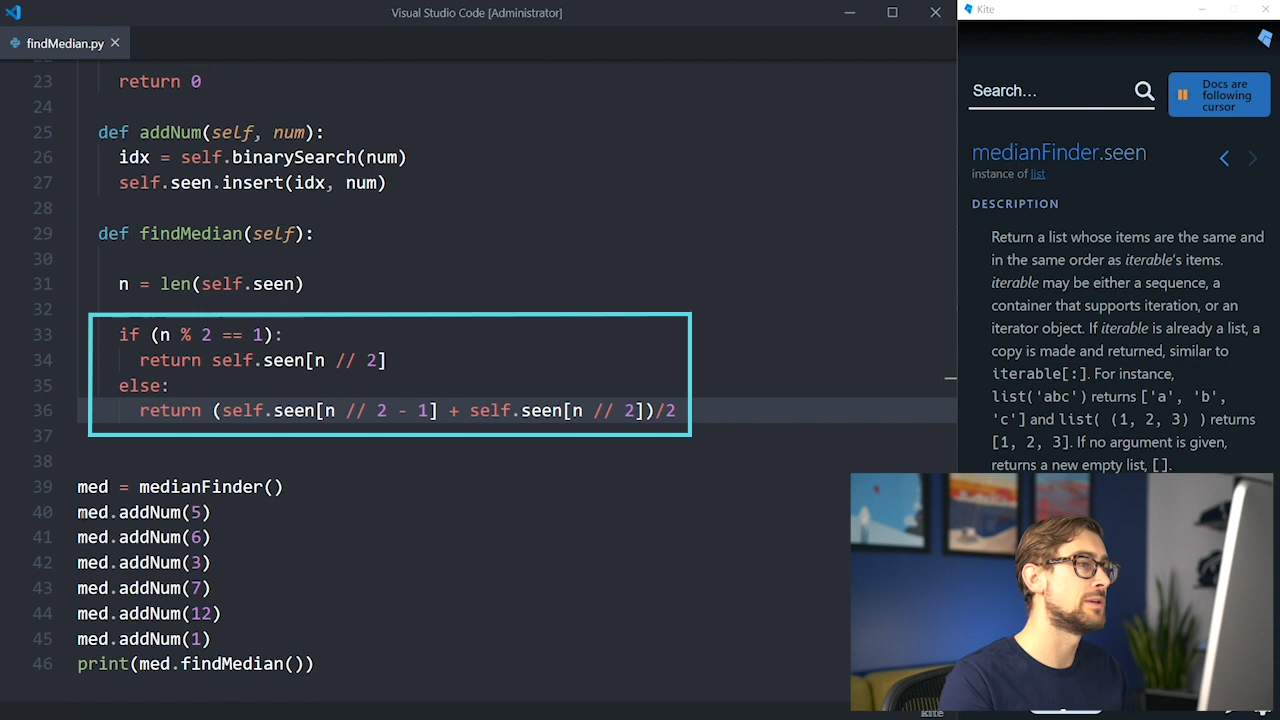 Visual Studio Code [Administrator]
findMedian.py
23 return 0
24
25 def addNum(self, num):
26 idx = self.binarySearch(num)
27 self.seen.insert(idx, num)
28
29 def findMedian(self):
30
31 n = len(self.seen)
32
33 if (n % 2 == 1):
34 return self.seen[n // 2]
35 else:
36 return (self.seen[n // 2 - 1] + self.seen[n // 2])/2
37
38
39 med = medianFinder()
40 med.addNum(5)
41 med.addNum(6)
42 med.addNum(3)
43 med.addNum(7)
44 med.addNum(12)
45 med.addNum(1)
46 print(med.findMedian())
Kite
Search...
Docs are
following
cursor
medianFinder.seen
instance of list
DESCRIPTION
Return a list whose items are the same and
in the same order as iterable's items.
iterable may be either a sequence, a
container that supports iteration, or an
iterator object. If iterable is already a list, a
copy is made and returned, similar to
iterable[:]. For instance,
list('abc') returns ['a', 'b',
'c'] and list( (1, 2, 3) ) returns
[1, 2, 3]. If no argument is given,
returns a new empty list, [].
kite